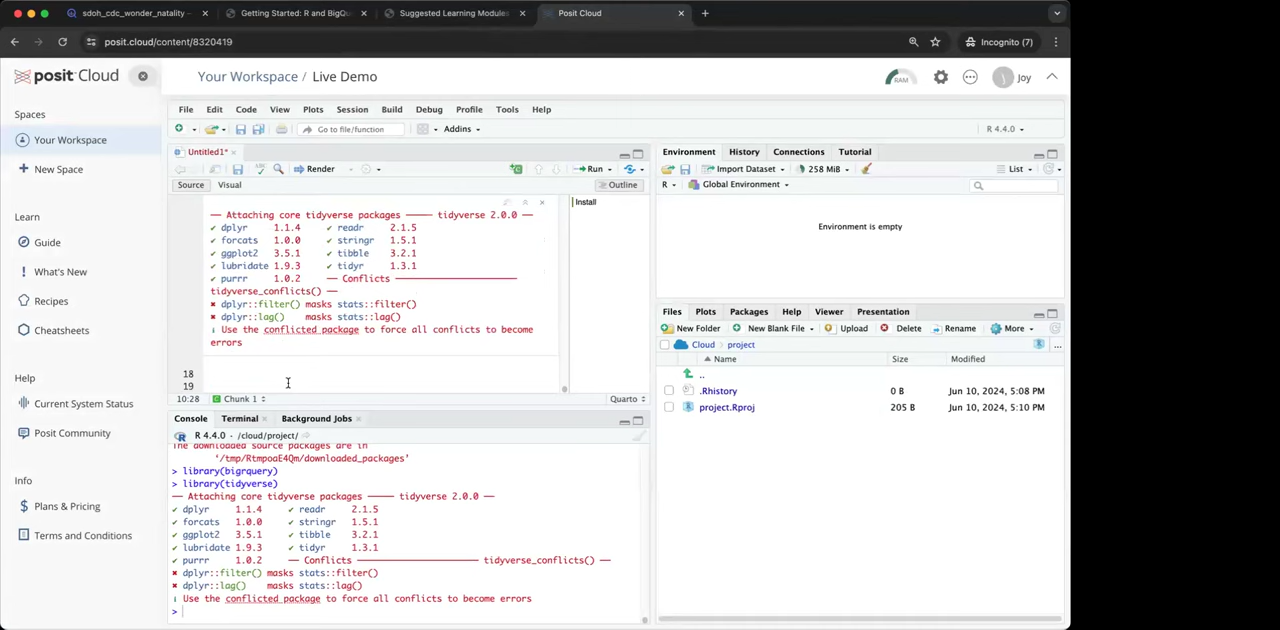 sdoh_cdc_wonder_natality
Getting Started: R and BigQu
Suggested Learning Modules
Posit Cloud
posit.cloud/content/8320419
Incognito (7)
posit Cloud
Your Workspace / Live Demo
RAM
J
Joy
Spaces
Your Workspace
New Space
Learn
Guide
What's New
Recipes
Cheatsheets
Help
Current System Status
Posit Community
Info
Plans & Pricing
Terms and Conditions
File Edit Code View Plots Session Build Debug Profile Tools Help
Go to file/function
Addins
R 4.4.0
Untitled1*
Render
Run
Source Visual
Outline
Install
── Attaching core tidyverse packages ───── tidyverse 2.0.0 ──
✔ dplyr 1.1.4 ✔ readr 2.1.5
✔ forcats 1.0.0 ✔ stringr 1.5.1
✔ ggplot2 3.5.1 ✔ tibble 3.2.1
✔ lubridate 1.9.3 ✔ tidyr 1.3.1
✔ purrr 1.0.2 ── Conflicts ──────────────
tidyverse_conflicts() ──
✖ dplyr::filter() masks stats::filter()
✖ dplyr::lag() masks stats::lag()
ℹ Use the conflicted package to force all conflicts to become
errors
18
19
10:28 Chunk 1 Quarto
Console Terminal Background Jobs
R 4.4.0 · /cloud/project/
The downloaded source packages are in
‘/tmp/RtmpoaE4Qm/downloaded_packages’
> library(bigrquery)
> library(tidyverse)
── Attaching core tidyverse packages ───── tidyverse 2.0.0 ──
✔ dplyr 1.1.4 ✔ readr 2.1.5
✔ forcats 1.0.0 ✔ stringr 1.5.1
✔ ggplot2 3.5.1 ✔ tibble 3.2.1
✔ lubridate 1.9.3 ✔ tidyr 1.3.1
✔ purrr 1.0.2 ── Conflicts ──────────────── tidyverse_conflicts() ──
✖ dplyr::filter() masks stats::filter()
✖ dplyr::lag() masks stats::lag()
ℹ Use the conflicted package to force all conflicts to become errors
>
Environment History Connections Tutorial
Import Dataset 258 MiB List
R Global Environment
Environment is empty
Files Plots Packages Help Viewer Presentation
New Folder New Blank File Upload Delete Rename More
Cloud project
R
...
Name Size Modified
..
.Rhistory 0 B Jun 10, 2024, 5:08 PM
project.Rproj 205 B Jun 10, 2024, 5:10 PM